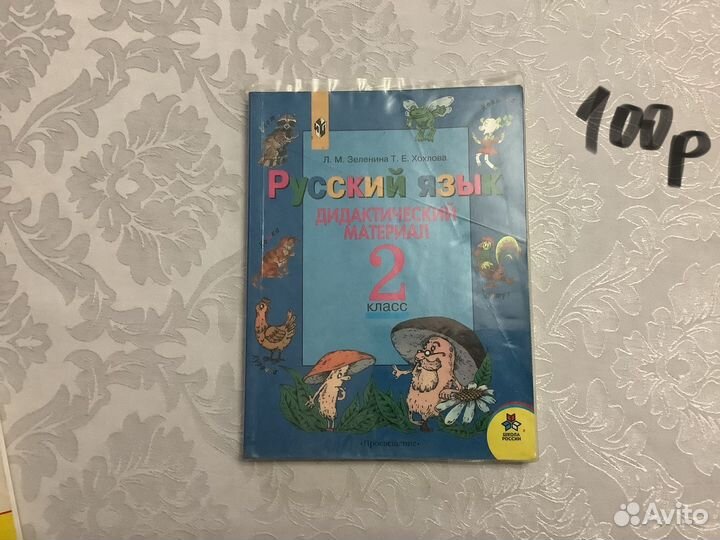 Л. М. Зеленина Т. Е. Хохлова
Русский язык
ДИДАКТИЧЕСКИЙ
МАТЕРИАЛ
2
класс
«Просвещение»
ШКОЛА
РОССИИ
100р
Avito